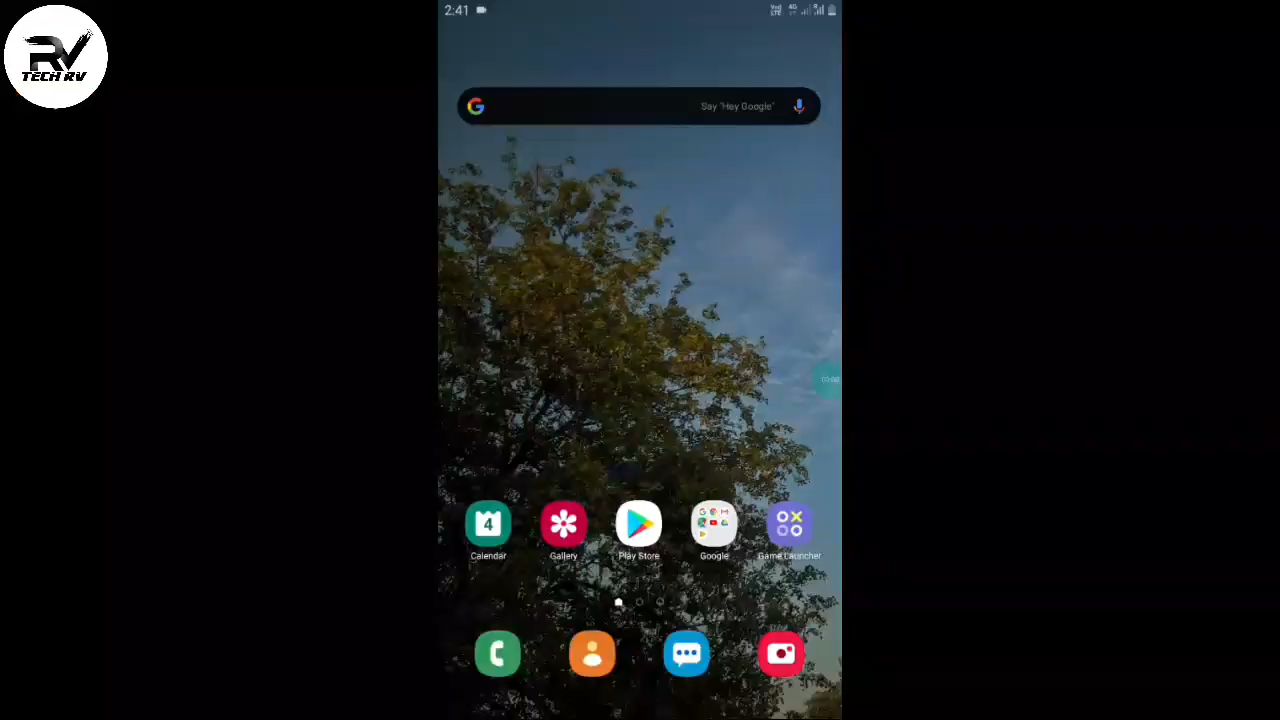 RV
TECH RV
2:41
Say "Hey Google"
4
Calendar
Gallery
Play Store
Google
Game Launcher